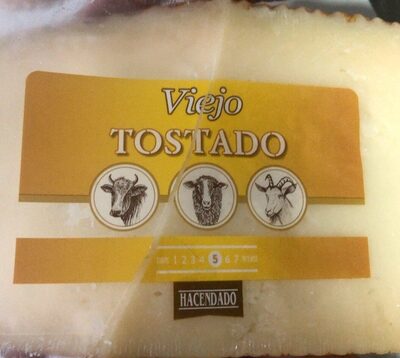 Viejo
TOSTADO
1 2 3 4 5 6 7
HACENDADO